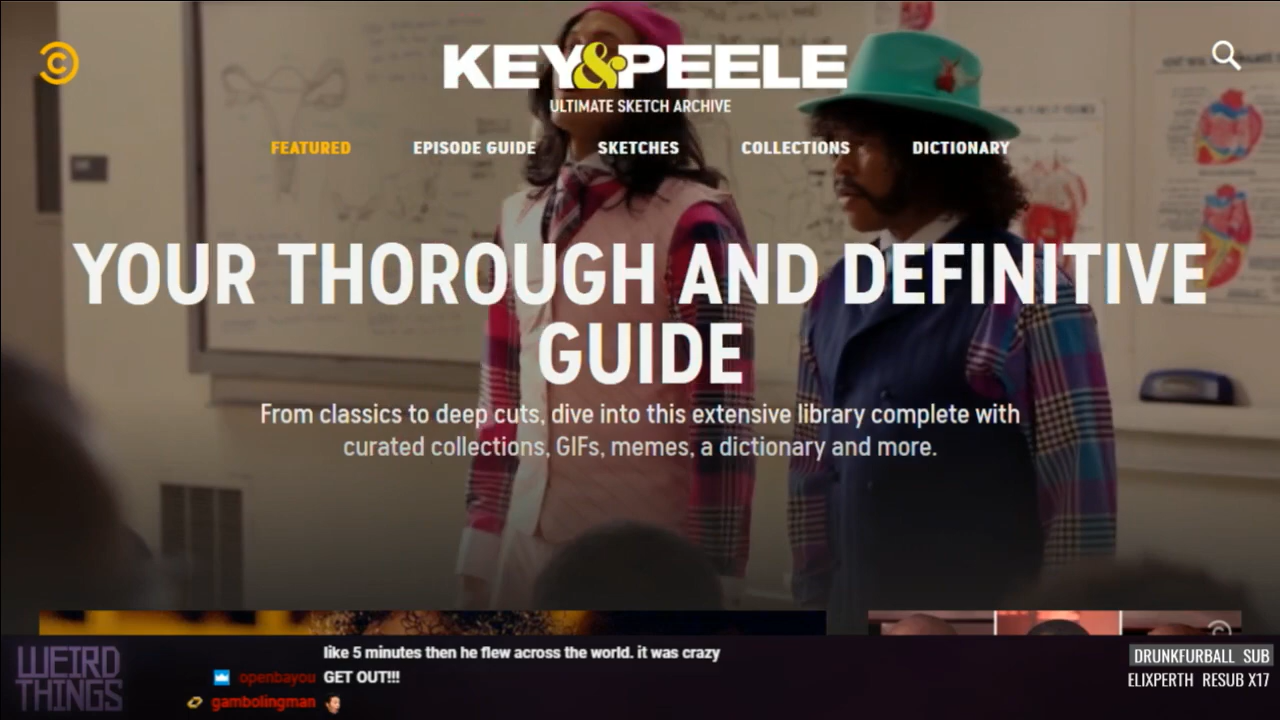 KEY&PEELE
ULTIMATE SKETCH ARCHIVE
FEATURED EPISODE GUIDE SKETCHES COLLECTIONS DICTIONARY
YOUR THOROUGH AND DEFINITIVE
GUIDE
From classics to deep cuts, dive into this extensive library complete with
curated collections, GIFs, memes, a dictionary and more.
WEIRD
THINGS
like 5 minutes then he flew across the world. it was crazy
openbayou GET OUT!!!
gambolingman
DRUNKFURBALL SUB
ELIXPERTH RESUB X17